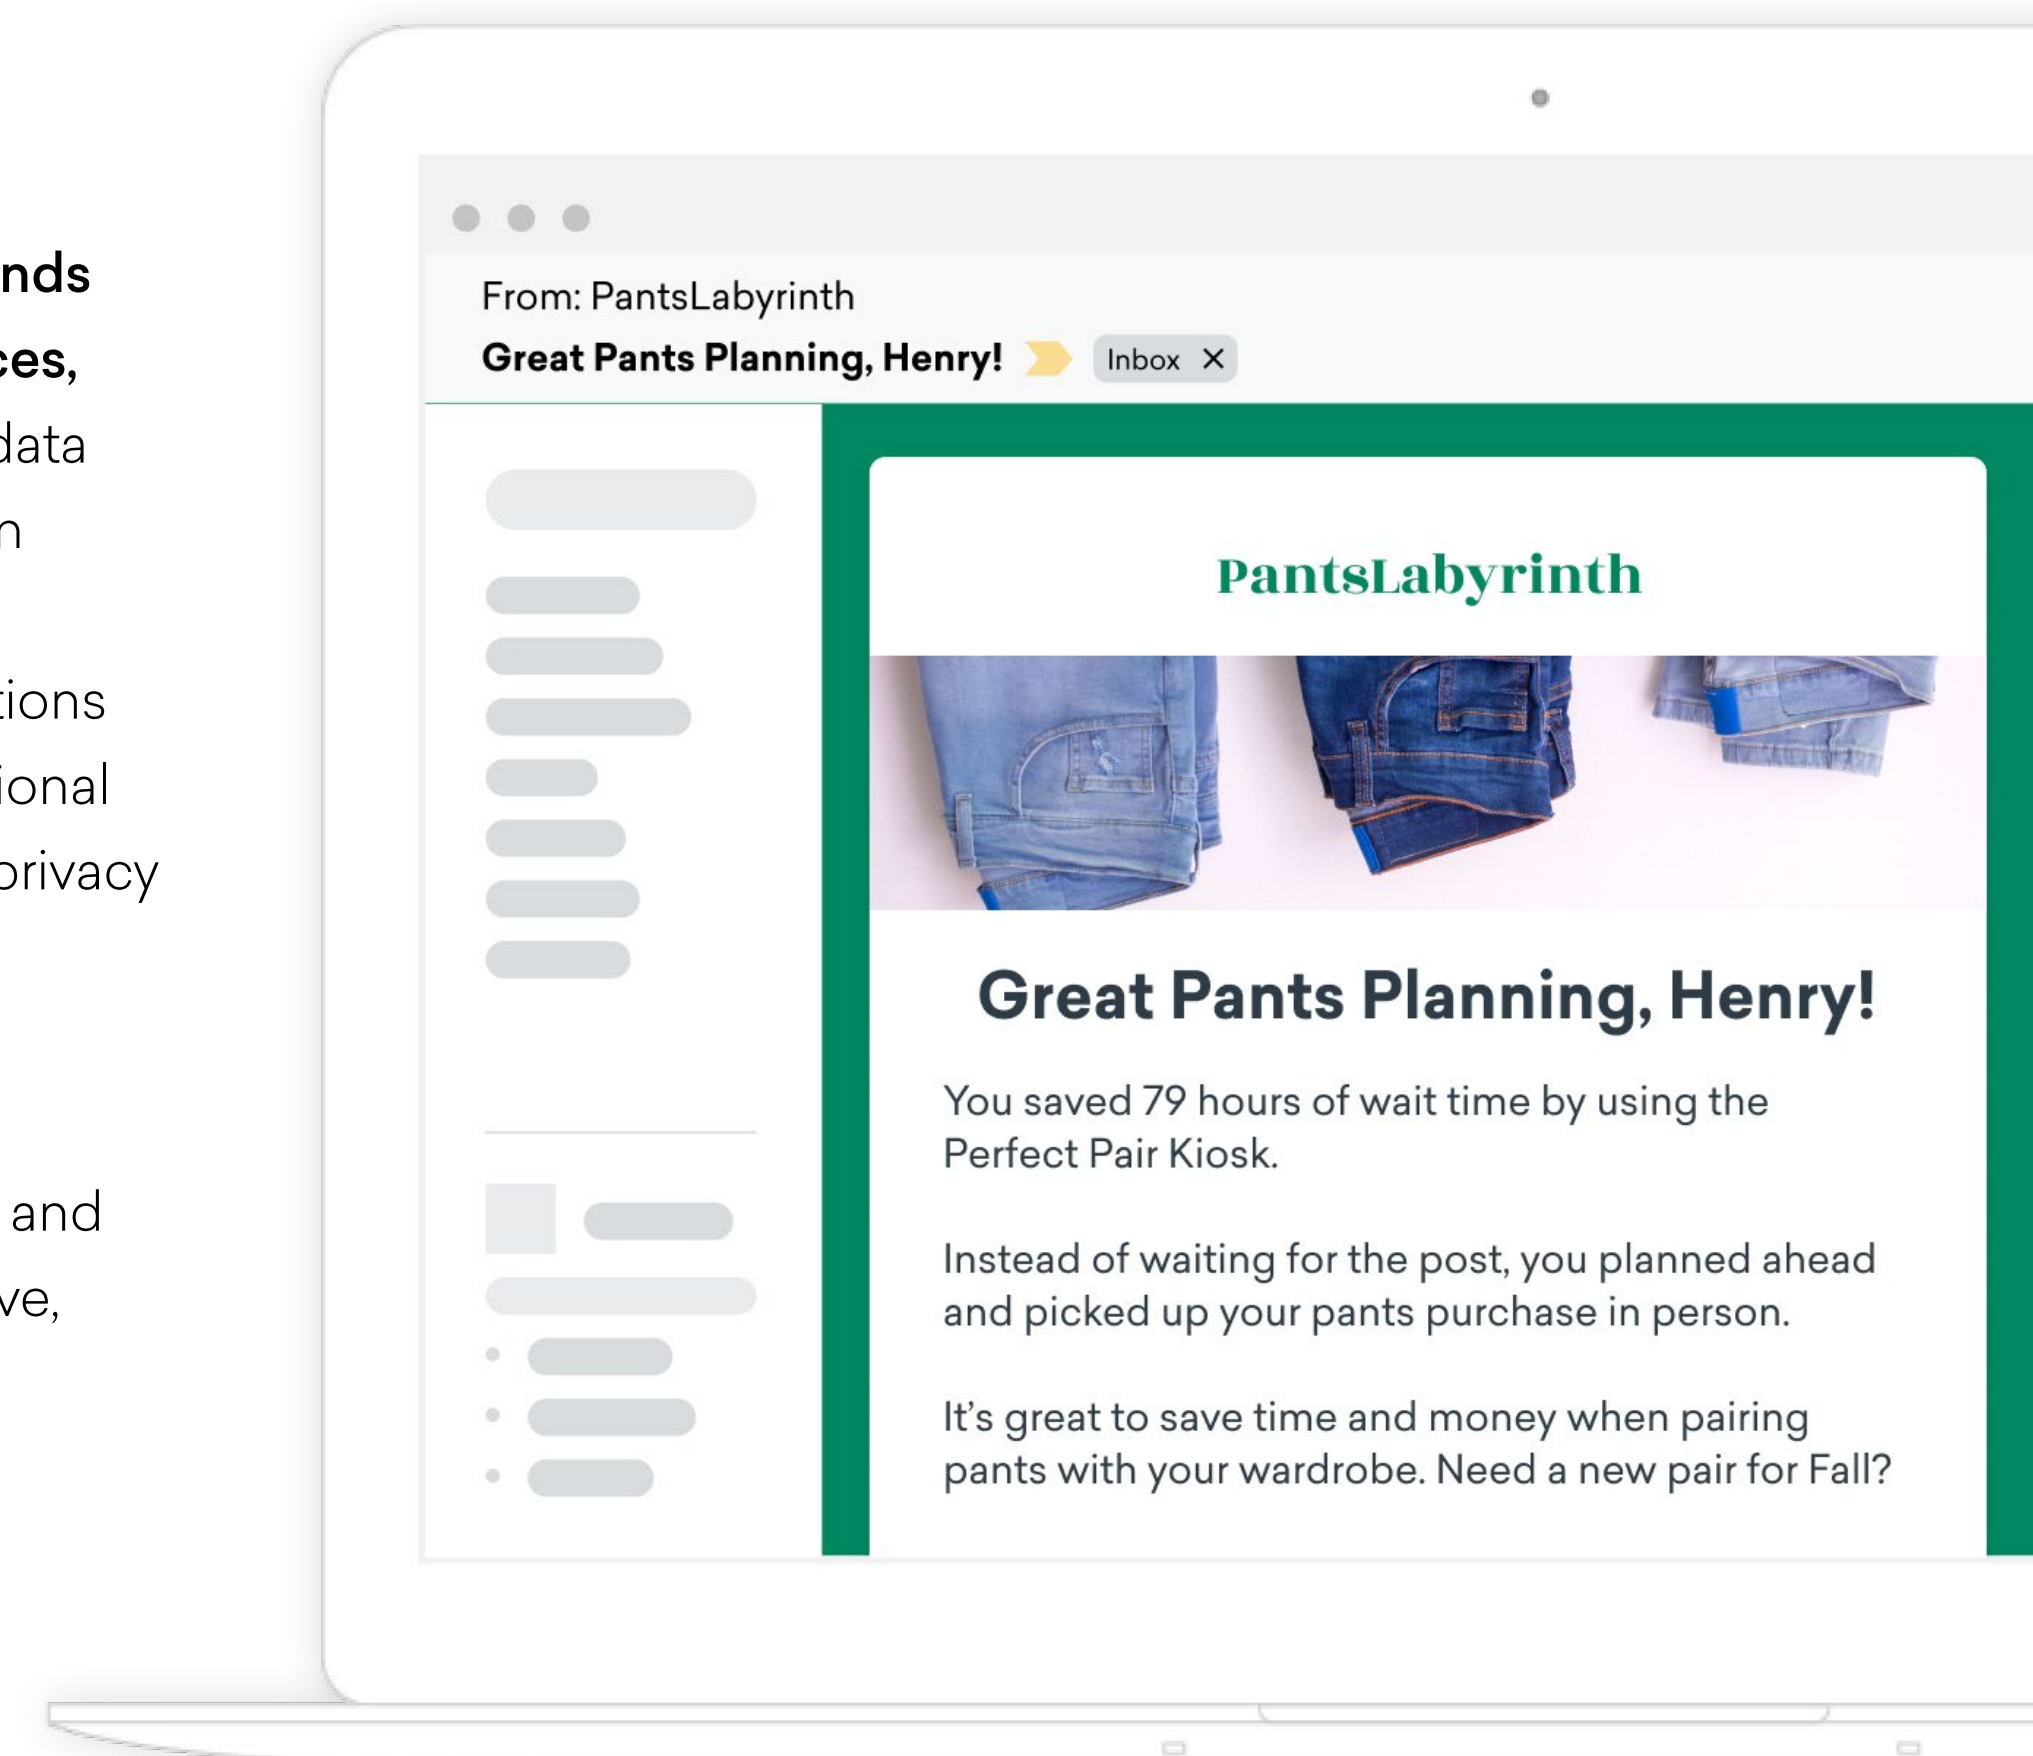 nds
ces,
data
n
tions
ional
privacy
and
ve,
From: PantsLabyrinth
Great Pants Planning, Henry!
Inbox ✕
PantsLabyrinth
Great Pants Planning, Henry!
You saved 79 hours of wait time by using the
Perfect Pair Kiosk.
Instead of waiting for the post, you planned ahead
and picked up your pants purchase in person.
It’s great to save time and money when pairing
pants with your wardrobe. Need a new pair for Fall?